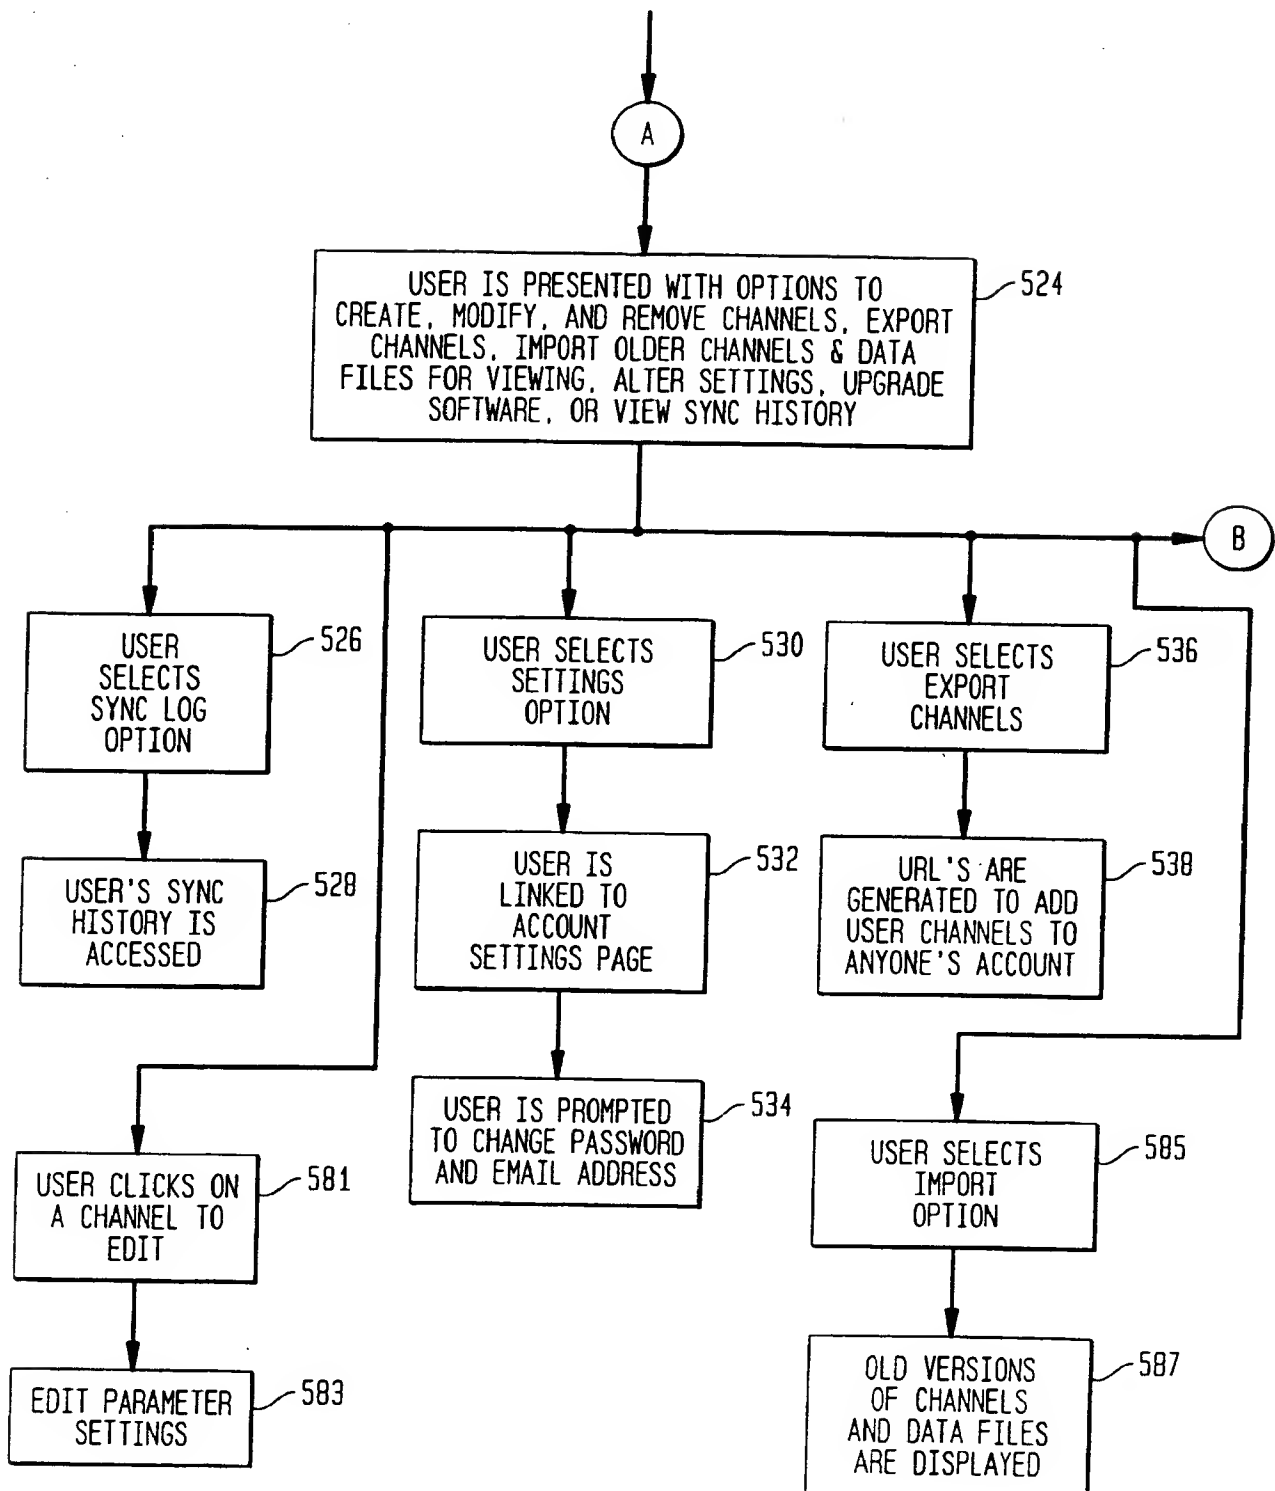 A
USER IS PRESENTED WITH OPTIONS TO
CREATE, MODIFY, AND REMOVE CHANNELS, EXPORT
CHANNELS, IMPORT OLDER CHANNELS & DATA
FILES FOR VIEWING, ALTER SETTINGS, UPGRADE
SOFTWARE, OR VIEW SYNC HISTORY
524
B
USER
SELECTS
SYNC LOG
OPTION
526
USER SELECTS
SETTINGS
OPTION
530
USER SELECTS
EXPORT
CHANNELS
536
USER'S SYNC
HISTORY IS
ACCESSED
528
USER IS
LINKED TO
ACCOUNT
SETTINGS PAGE
532
URL'S ARE
GENERATED TO ADD
USER CHANNELS TO
ANYONE'S ACCOUNT
538
USER CLICKS ON
A CHANNEL TO
EDIT
581
USER IS PROMPTED
TO CHANGE PASSWORD
AND EMAIL ADDRESS
534
USER SELECTS
IMPORT
OPTION
585
EDIT PARAMETER
SETTINGS
583
OLD VERSIONS
OF CHANNELS
AND DATA FILES
ARE DISPLAYED
587